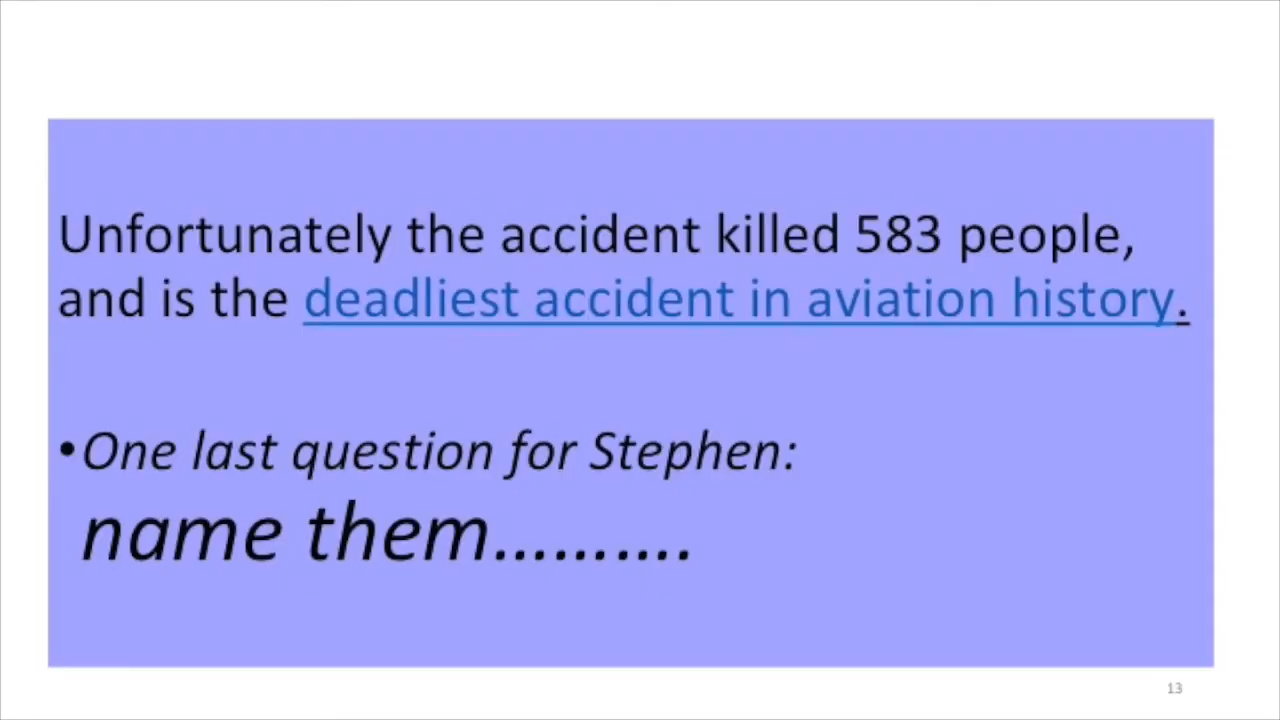 Unfortunately the accident killed 583 people,
and is the deadliest accident in aviation history.
•One last question for Stephen:
name them……….
13